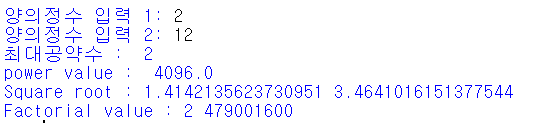 양의정수 입력 1: 2
양의정수 입력 2: 12
최대공약수 :  2
power value :  4096.0
Square root : 1.4142135623730951 3.4641016151377544
Factorial value : 2 479001600